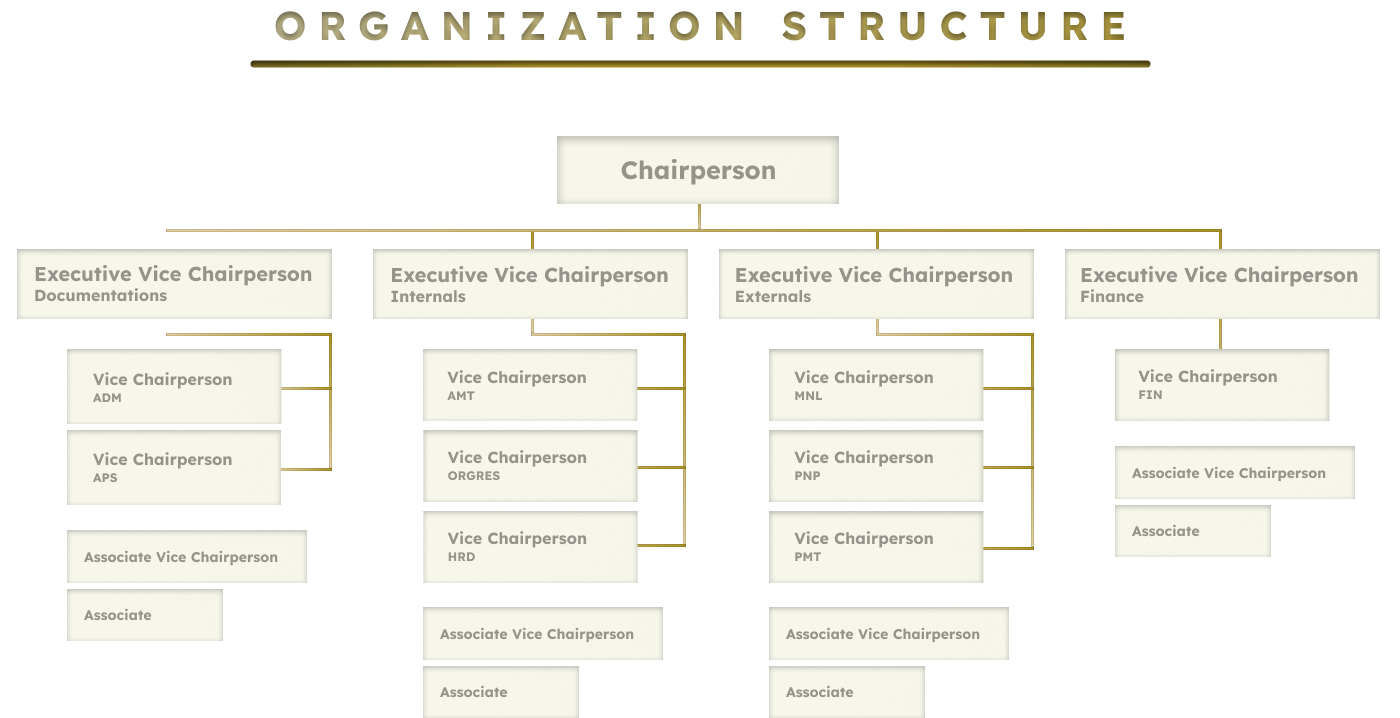 ORGANIZATION STRUCTURE
Chairperson
Executive Vice Chairperson
Documentations
Vice Chairperson
ADM
Vice Chairperson
APS
Associate Vice Chairperson
Associate
Executive Vice Chairperson
Internals
Vice Chairperson
AMT
Vice Chairperson
ORGRES
Vice Chairperson
HRD
Associate Vice Chairperson
Associate
Executive Vice Chairperson
Externals
Vice Chairperson
MNL
Vice Chairperson
PNP
Vice Chairperson
PMT
Associate Vice Chairperson
Associate
Executive Vice Chairperson
Finance
Vice Chairperson
FIN
Associate Vice Chairperson
Associate